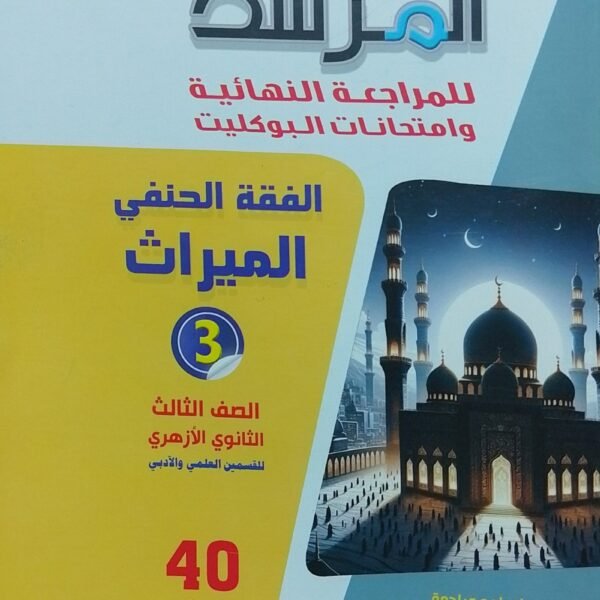 المرشد
للمراجعة النهائية
وامتحانات البوكليت
الفقة الحنفي
الميراث
3
الصف الثالث
الثانوي الأزهري
للقسمين العلمي والأدبي
40